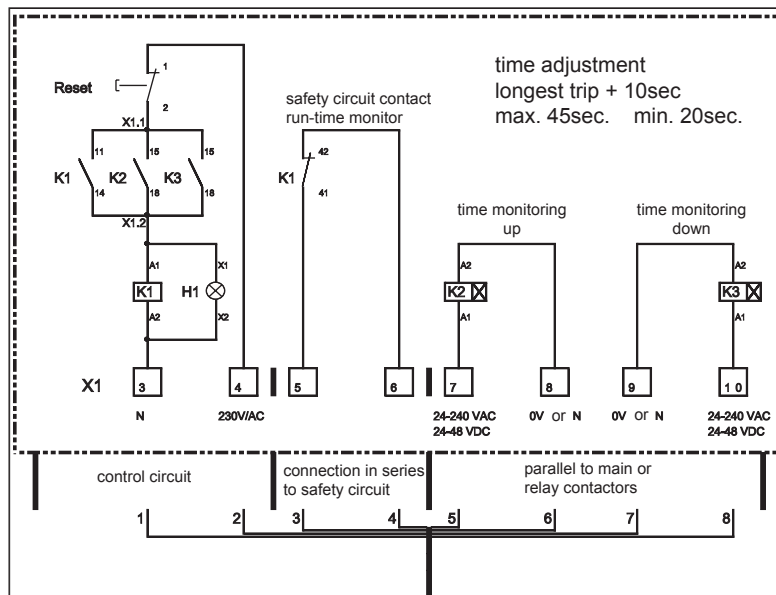 time adjustment
longest trip + 10sec
max. 45sec. min. 20sec.
1
Reset
2
safety circuit contact
run-time monitor
X1.1
11 15 15
K1 K2 K3
14 18 18
X1.2
42
K1
41
time monitoring
up
time monitoring
down
A1 X1
K1 H1
A2 X2
A2
K2
A1
A2
K3
A1
X1 3 4 5 6 7 8 9 10
N 230V/AC 24-240 VAC 0V or N 0V or N 24-240 VAC
24-48 VDC 24-48 VDC
control circuit
connection in series
to safety circuit
parallel to main or
relay contactors
1 2 3 4 5 6 7 8